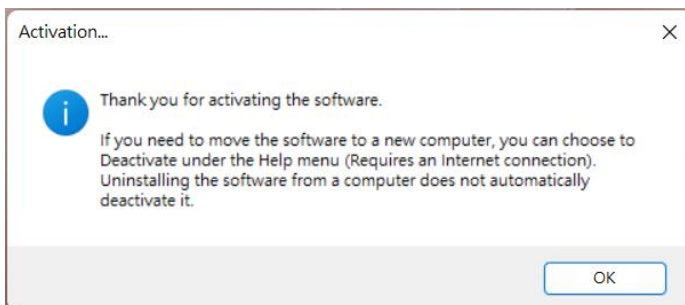 Activation...
Thank you for activating the software.
If you need to move the software to a new computer, you can choose to
Deactivate under the Help menu (Requires an Internet connection).
Uninstalling the software from a computer does not automatically
deactivate it.
OK